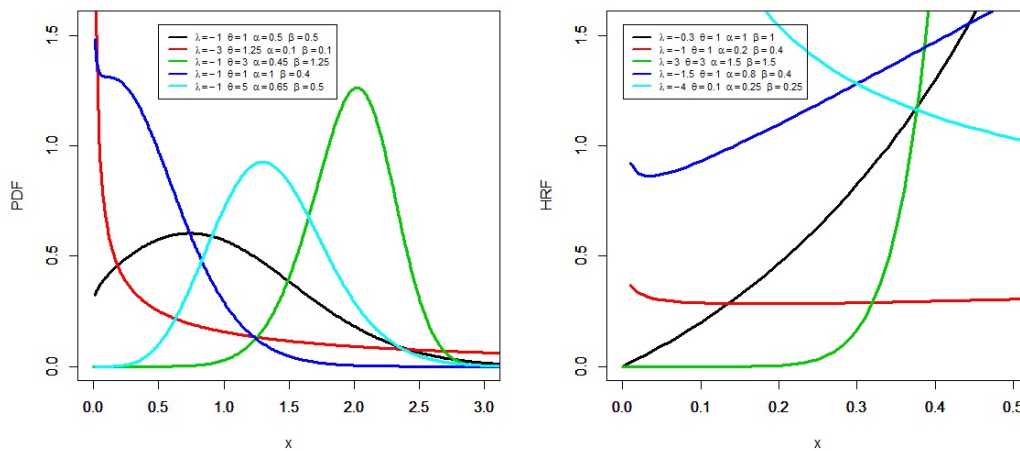 λ=−1 θ=1 α=0.5 β=0.5
λ=−3 θ=1.25 α=0.1 β=0.1
λ=−1 θ=3 α=0.45 β=1.25
λ=−1 θ=1 α=1 β=0.4
λ=−1 θ=5 α=0.65 β=0.5
PDF
1.5
1.0
0.5
0.0
0.0 0.5 1.0 1.5 2.0 2.5 3.0
x
λ=−0.3 θ=1 α=1 β=1
λ=−1 θ=1 α=0.2 β=0.4
λ=3 θ=3 α=1.5 β=1.5
λ=−1.5 θ=1 α=0.8 β=0.4
λ=−4 θ=0.1 α=0.25 β=0.25
HRF
1.5
1.0
0.5
0.0
0.0 0.1 0.2 0.3 0.4 0.5
x